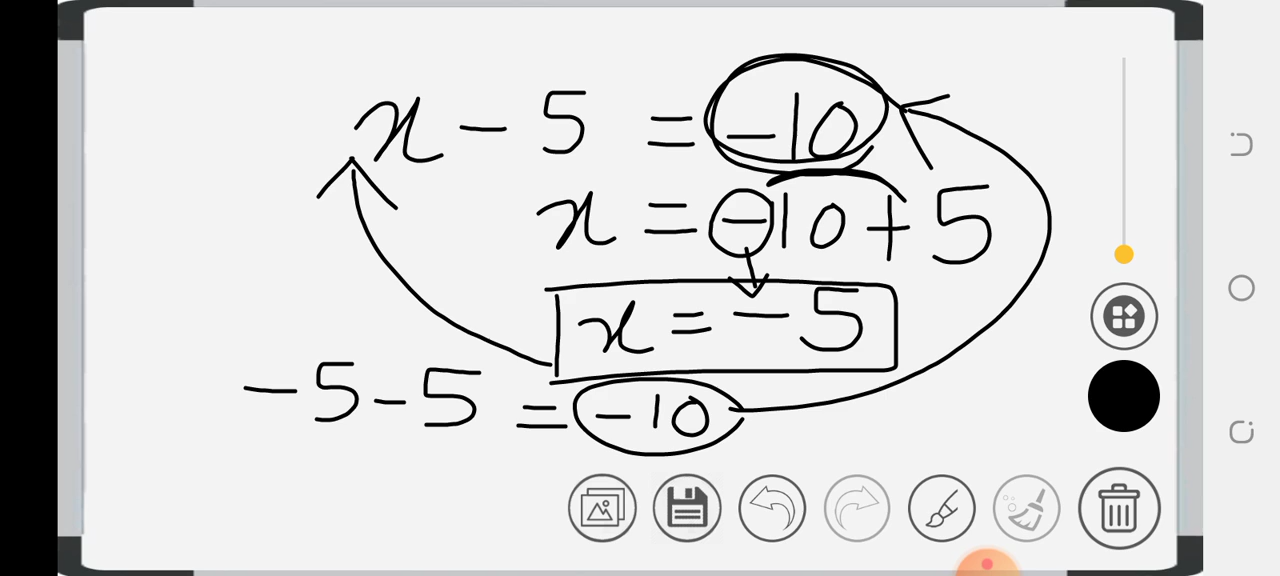 x - 5 = -10
x = -10 + 5
x = -5
-5 - 5 = -10